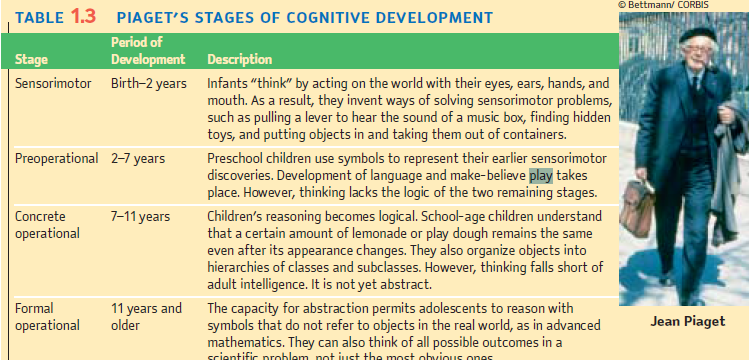 © Bettmann/ CORBIS
TABLE 1.3 PIAGET'S STAGES OF COGNITIVE DEVELOPMENT
Stage Period of Development Description
Sensorimotor Birth–2 years Infants "think" by acting on the world with their eyes, ears, hands, and
mouth. As a result, they invent ways of solving sensorimotor problems,
such as pulling a lever to hear the sound of a music box, finding hidden
toys, and putting objects in and taking them out of containers.
Preoperational 2–7 years Preschool children use symbols to represent their earlier sensorimotor
discoveries. Development of language and make-believe play takes
place. However, thinking lacks the logic of the two remaining stages.
Concrete 7–11 years Children's reasoning becomes logical. School-age children understand
operational that a certain amount of lemonade or play dough remains the same
even after its appearance changes. They also organize objects into
hierarchies of classes and subclasses. However, thinking falls short of
adult intelligence. It is not yet abstract.
Formal 11 years and The capacity for abstraction permits adolescents to reason with
operational older symbols that do not refer to objects in the real world, as in advanced
mathematics. They can also think of all possible outcomes in a
scientific problem, not just the most obvious ones.
Jean Piaget